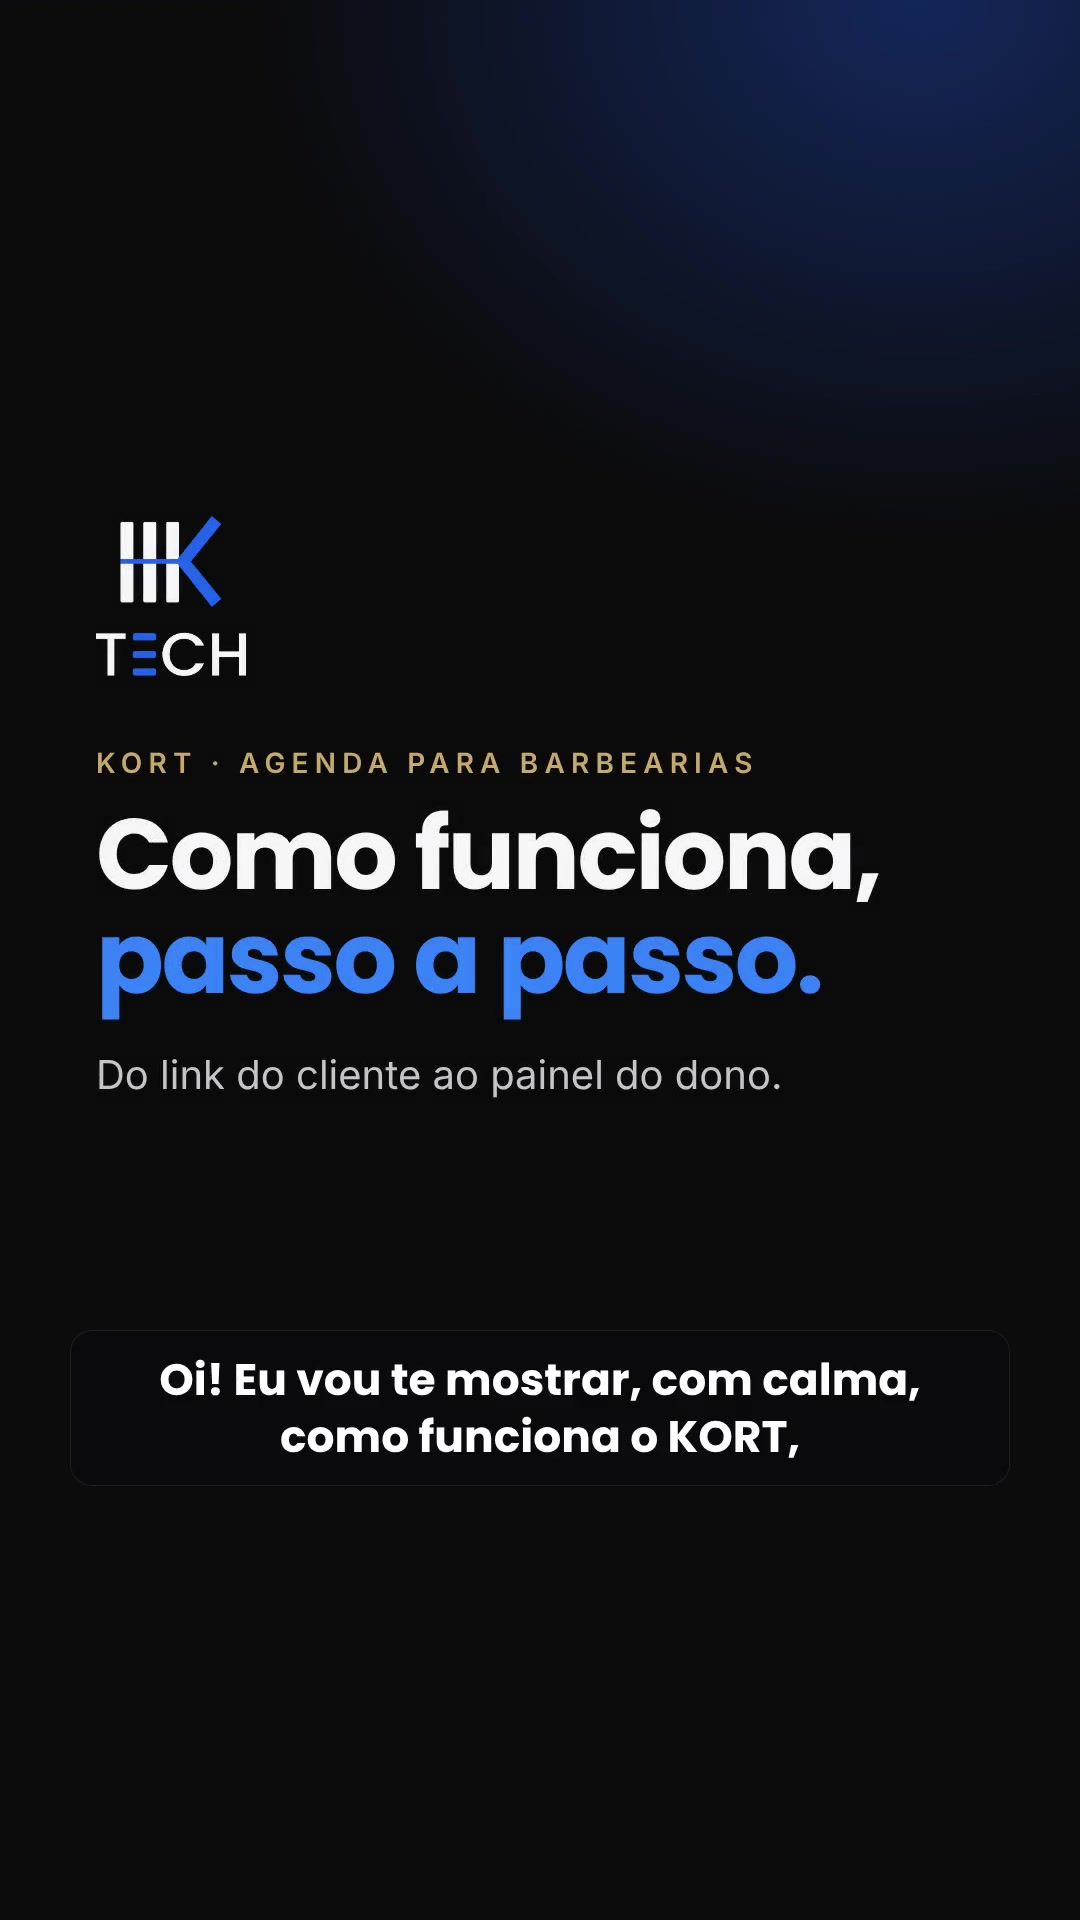 TECH
KORT · AGENDA PARA BARBEARIAS
Como funciona,
passo a passo.
Do link do cliente ao painel do dono.
Oi! Eu vou te mostrar, com calma,
como funciona o KORT,